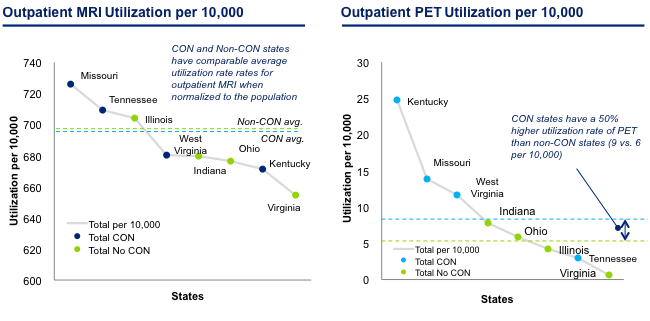 Outpatient MRI Utilization per 10,000
CON and Non-CON states
have comparable average
utilization rate rates for
outpatient MRI when
normalized to the population
740
720
700
680
660
640
620
600
Utilization per 10,000
Missouri
Tennessee
Illinois
Non-CON avg.
CON avg.
West
Virginia
Indiana
Ohio
Kentucky
Virginia
Total per 10,000
Total CON
Total No CON
States
Outpatient PET Utilization per 10,000
30
25
20
15
10
5
0
Utilization per 10,000
Kentucky
CON states have a 50%
higher utilization rate of PET
than non-CON states (9 vs. 6
per 10,000)
Missouri
West
Virginia
Indiana
Ohio
Illinois
Tennessee
Virginia
Total per 10,000
Total CON
Total No CON
States